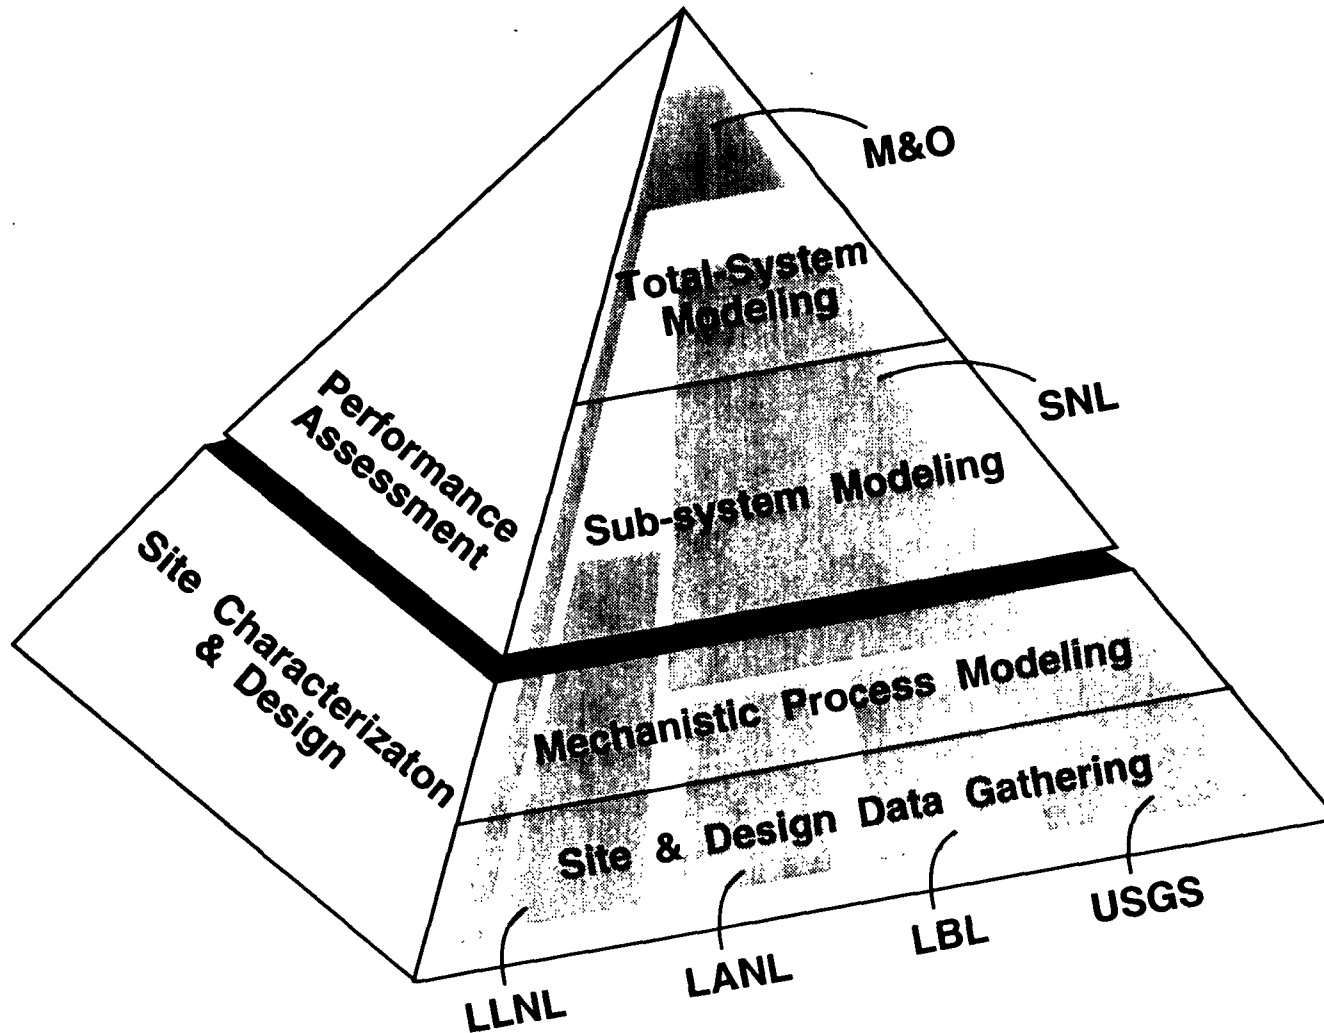 M&O
Total-System
Modeling
SNL
Performance
Assessment
Sub-system Modeling
Site Characterizaton
& Design
Mechanistic Process Modeling
Site & Design Data Gathering
USGS
LBL
LANL
LLNL